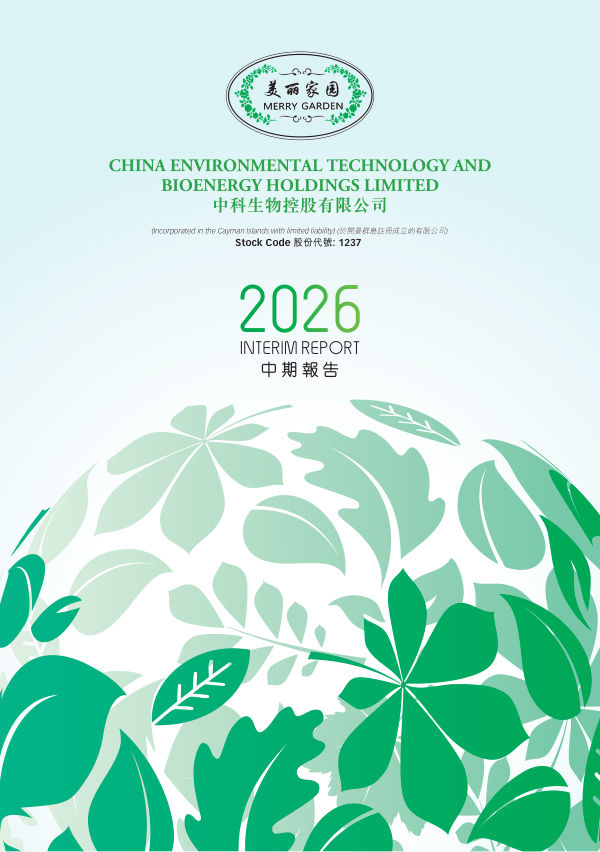 美丽家园
MERRY GARDEN
CHINA ENVIRONMENTAL TECHNOLOGY AND
BIOENERGY HOLDINGS LIMITED
中科生物控股有限公司
(Incorporated in the Cayman Islands with limited liability) (於開曼群島註冊成立的有限公司)
Stock Code 股份代號: 1237
2026
INTERIM REPORT
中期報告